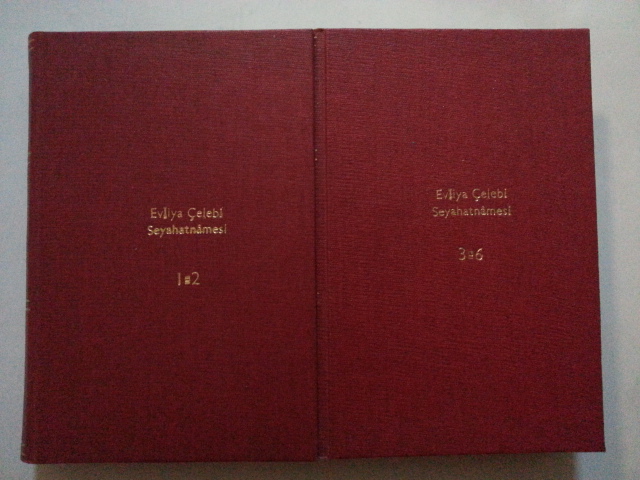 Evliya Çelebi
Seyahatnâmesi
1-2
Evliya Çelebi
Seyahatnâmesi
3-6